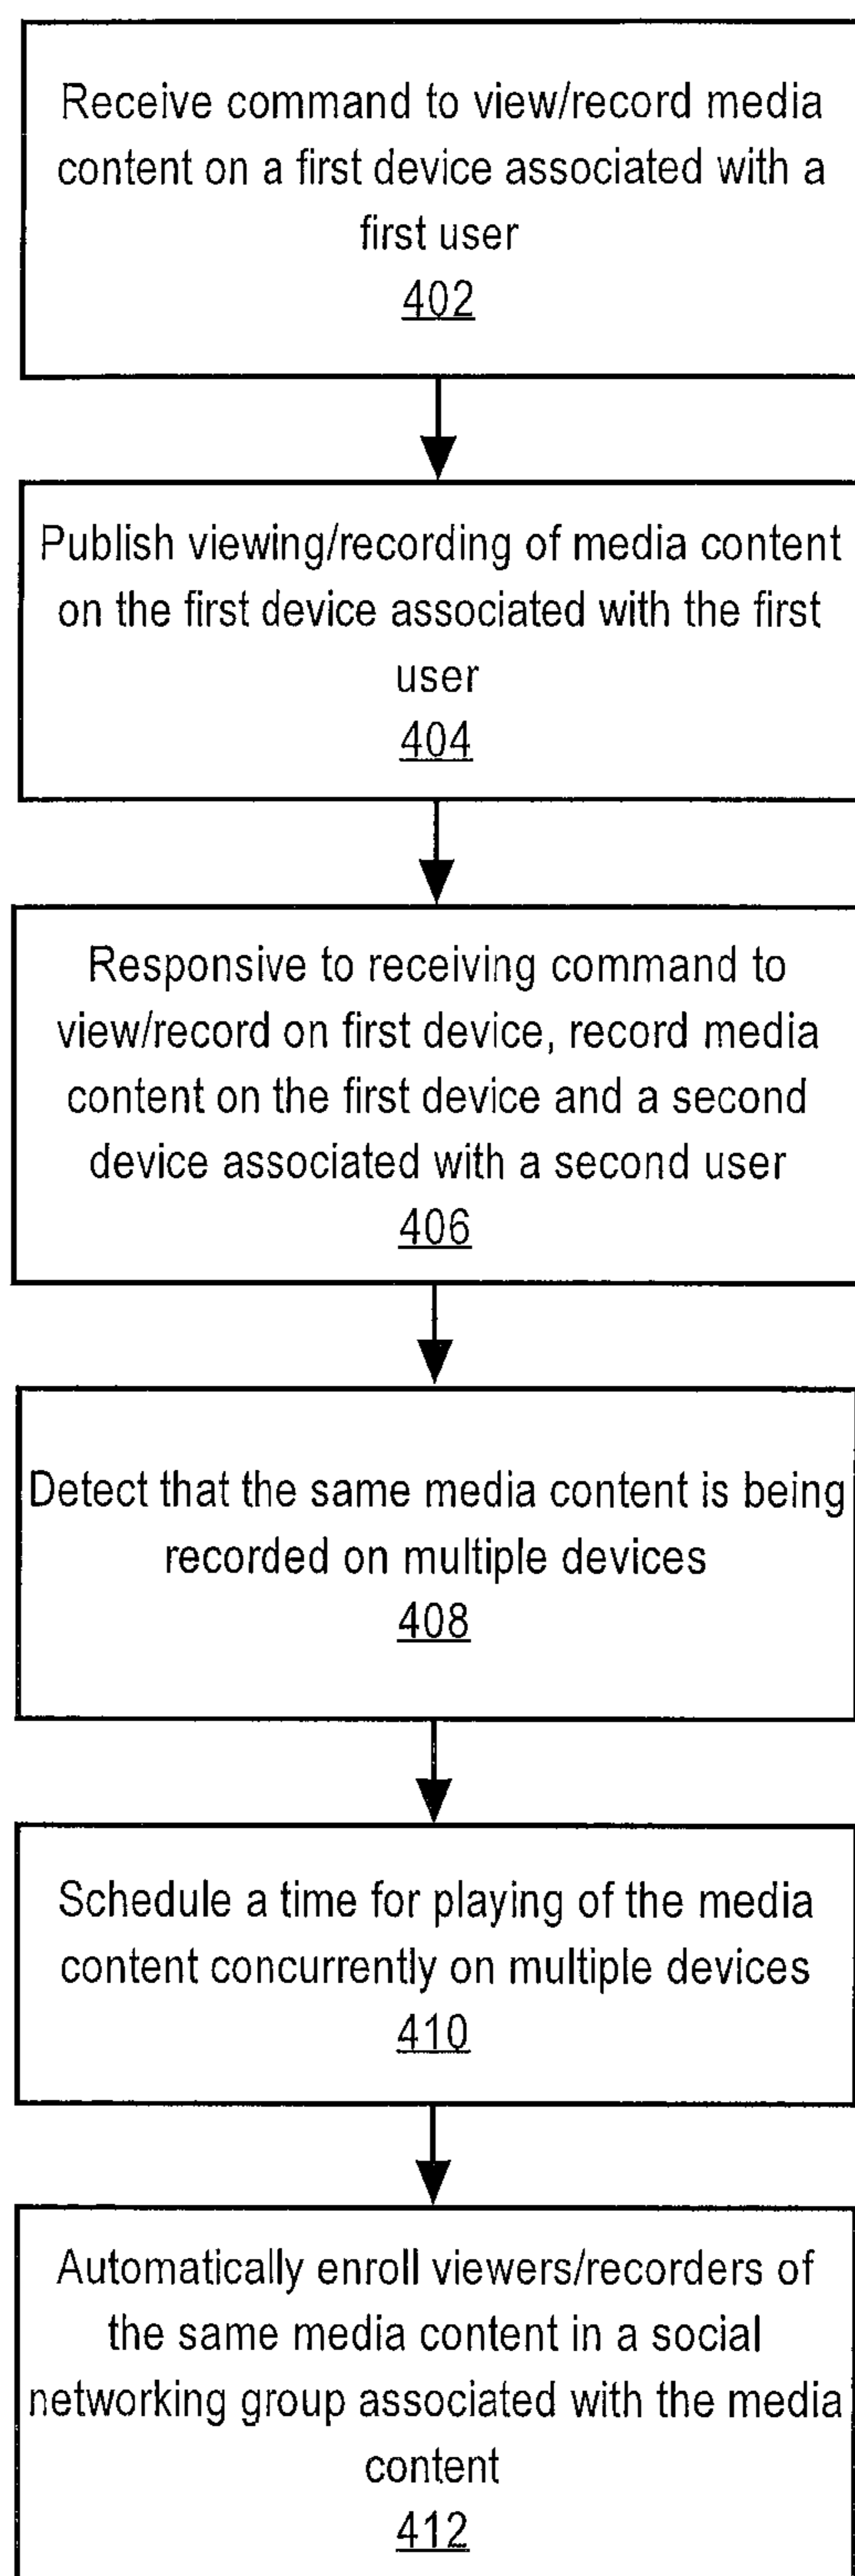 Receive command to view/record media
content on a first device associated with a
first user
402
Publish viewing/recording of media content
on the first device associated with the first
user
404
Responsive to receiving command to
view/record on first device, record media
content on the first device and a second
device associated with a second user
406
Detect that the same media content is being
recorded on multiple devices
408
Schedule a time for playing of the media
content concurrently on multiple devices
410
Automatically enroll viewers/recorders of
the same media content in a social
networking group associated with the media
content
412